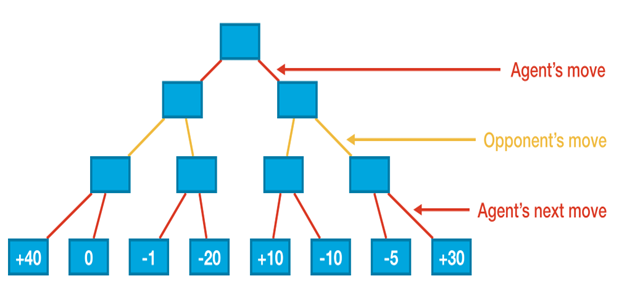 Agent's move
Opponent's move
Agent's next move
+40 0 -1 -20 +10 -10 -5 +30